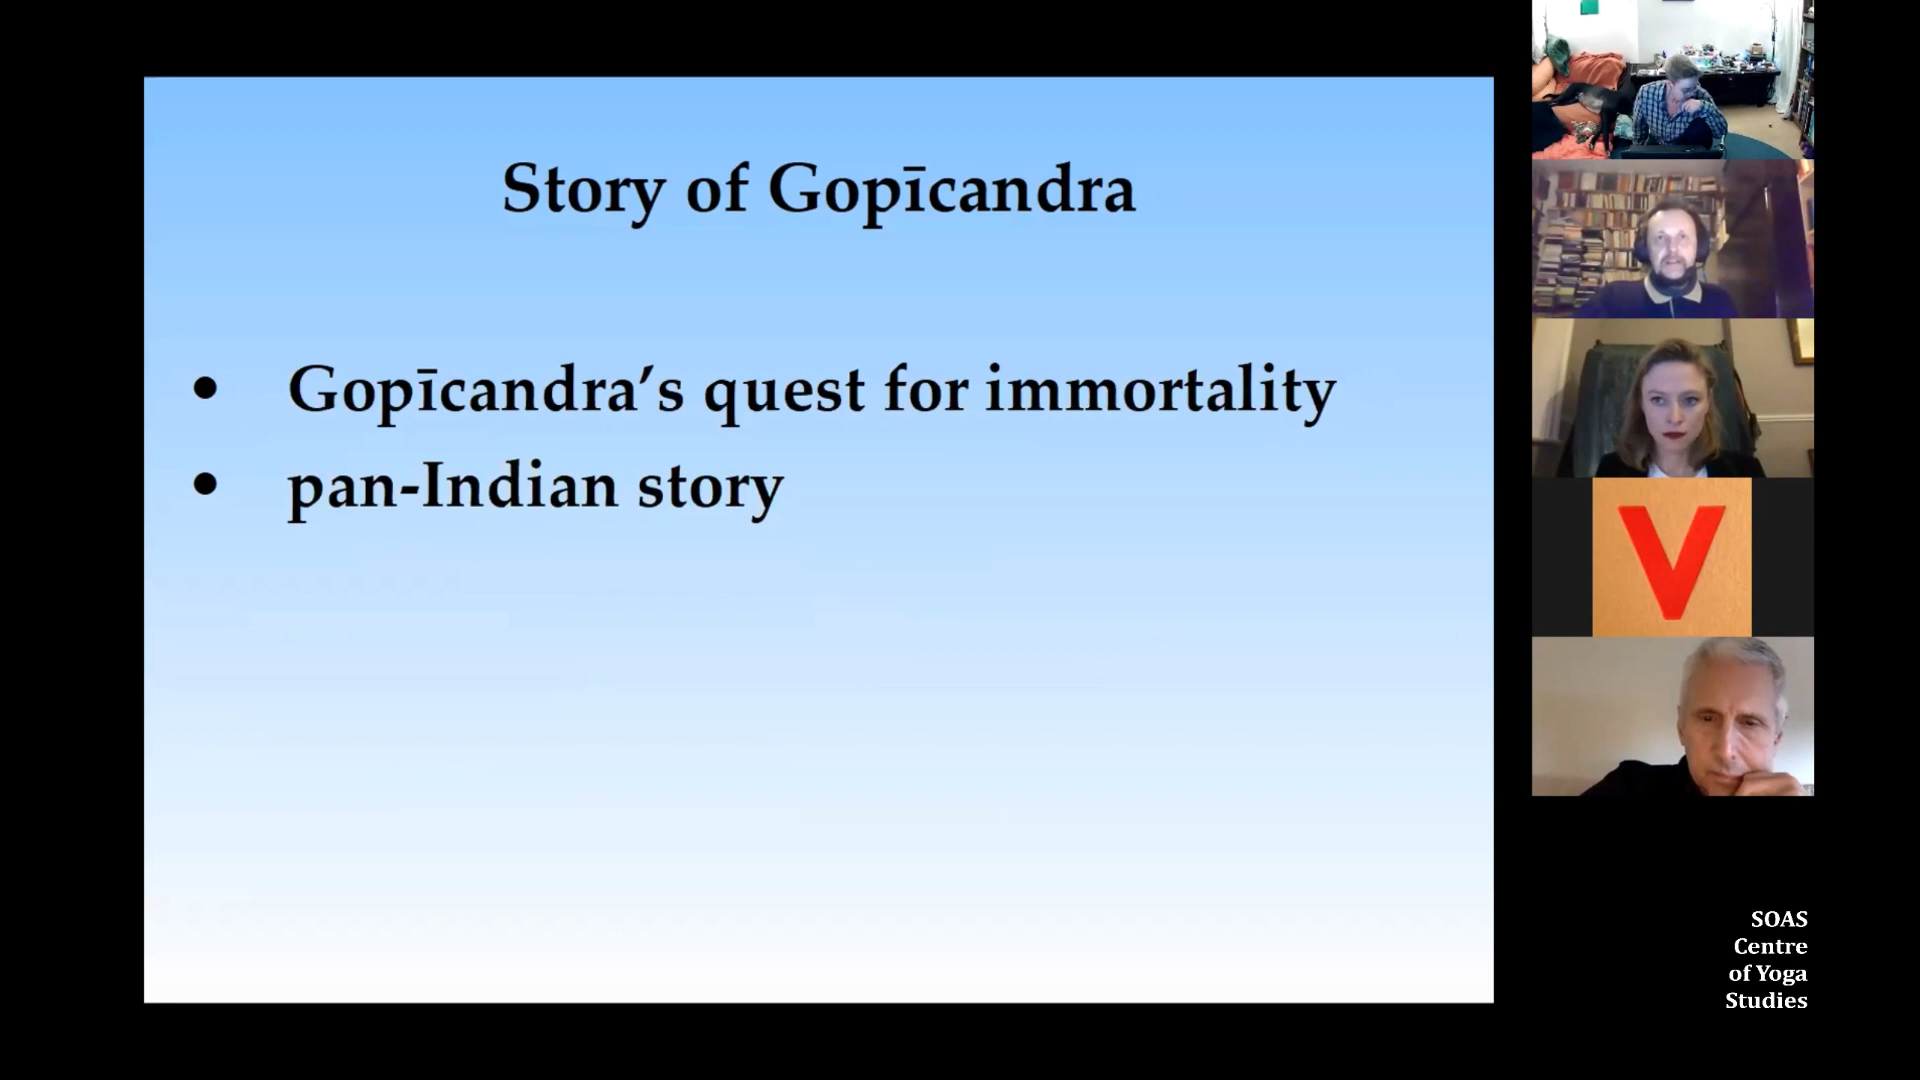 Story of Gopīcandra
• Gopīcandra’s quest for immortality
• pan-Indian story
V
SOAS
Centre
of Yoga
Studies